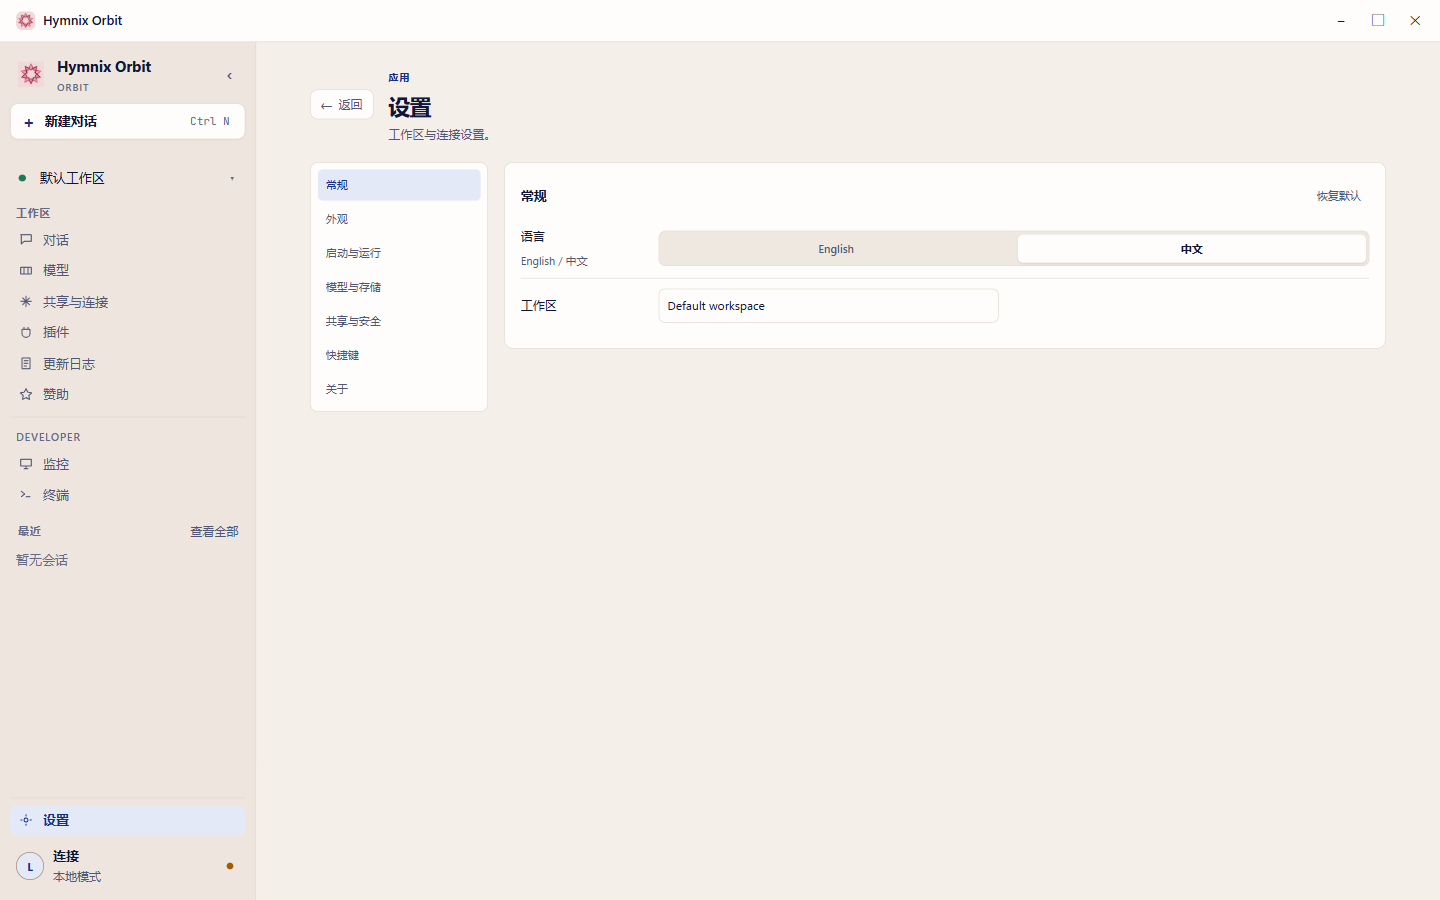 Hymnix Orbit
Hymnix Orbit
ORBIT
+ 新建对话 Ctrl N
默认工作区
工作区
对话
模型
共享与连接
插件
更新日志
赞助
DEVELOPER
监控
终端
最近 查看全部
暂无会话
设置
L
连接
本地模式
← 返回
应用
设置
工作区与连接设置。
常规
外观
启动与运行
模型与存储
共享与安全
快捷键
关于
常规 恢复默认
语言
English / 中文
English 中文
工作区 Default workspace